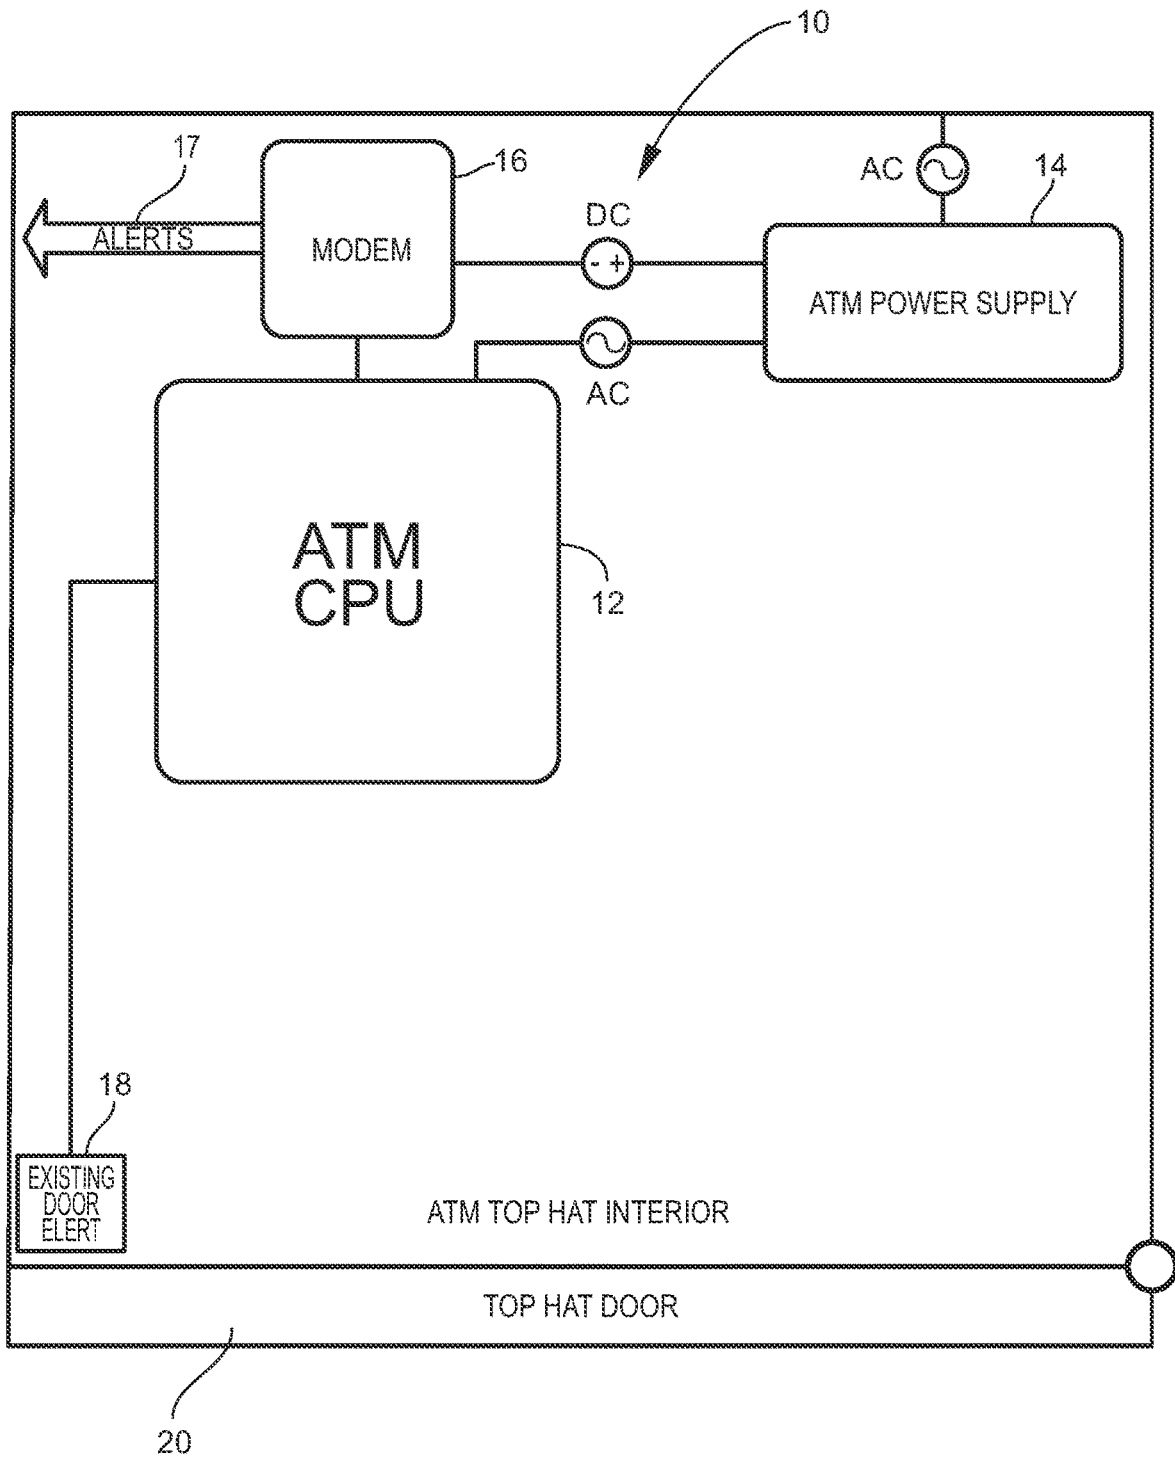 10
17
16
AC
14
DC
ALERTS
MODEM
- +
ATM POWER SUPPLY
AC
ATM
CPU
12
18
EXISTING
DOOR
ELERT
ATM TOP HAT INTERIOR
TOP HAT DOOR
20